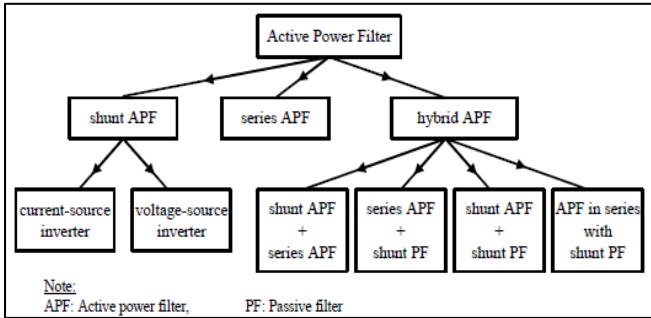 Active Power Filter
shunt APF
series APF
hybrid APF
current-source
inverter
voltage-source
inverter
shunt APF
+
series APF
series APF
+
shunt PF
shunt APF
+
shunt PF
APF in series
with
shunt PF
Note:
APF: Active power filter, PF: Passive filter